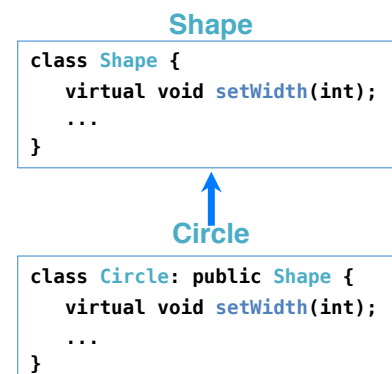 Shape
class Shape {
virtual void setWidth(int);
...
}
Circle
class Circle: public Shape {
virtual void setWidth(int);
...
}